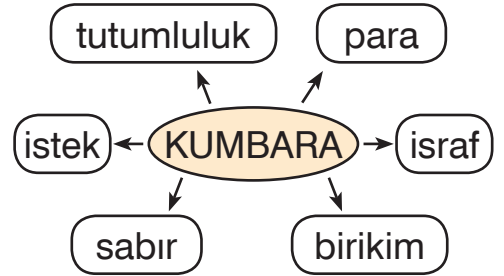 tutumluluk
para
istek
KUMBARA
israf
sabır
birikim